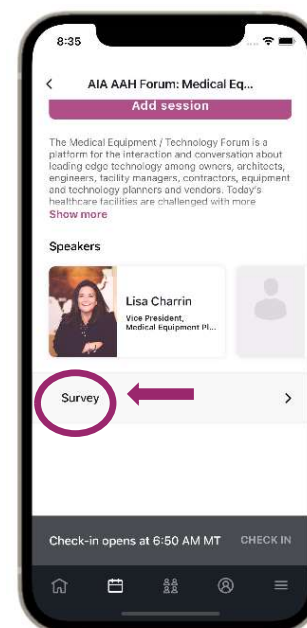 8:35
AIA AAH Forum: Medical Eq...
Add session
The Medical Equipment / Technology Forum is a
platform for the interaction and conversation about
leading edge technology among owners, architects,
engineers, facility managers, contractors, equipment
and technology planners and vendors. Today's
healthcare facilities are challenged with more
Show more
Speakers
Lisa Charrin
Vice President,
Medical Equipment Pl...
Survey
Check-in opens at 6:50 AM MT CHECK IN